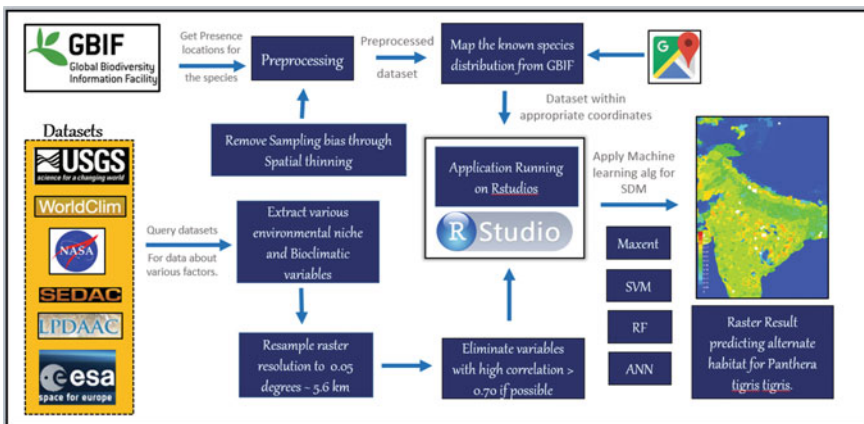 GBIF
Global Biodiversity
Information Facility
Get Presence
locations for
the species
Preprocessing
Preprocessed
dataset
Map the known species
distribution from GBIF
Dataset within
appropriate coordinates
Remove Sampling bias through
Spatial thinning
Datasets
USGS
science for a changing world
WorldClim
NASA
SEDAC
LPDAAC
esa
space for europe
Query datasets
For data about
various factors.
Extract various
environmental niche
and Bioclimatic
variables
Resample raster
resolution to 0.05
degrees ~ 5.6 km
Eliminate variables
with high correlation >
0.70 if possible
Application Running
on Rstudios
R Studio
Apply Machine
learning alg for
SDM
Maxent
SVM
RF
ANN
Raster Result
predicting alternate
habitat for Panthera
tigris tigris.